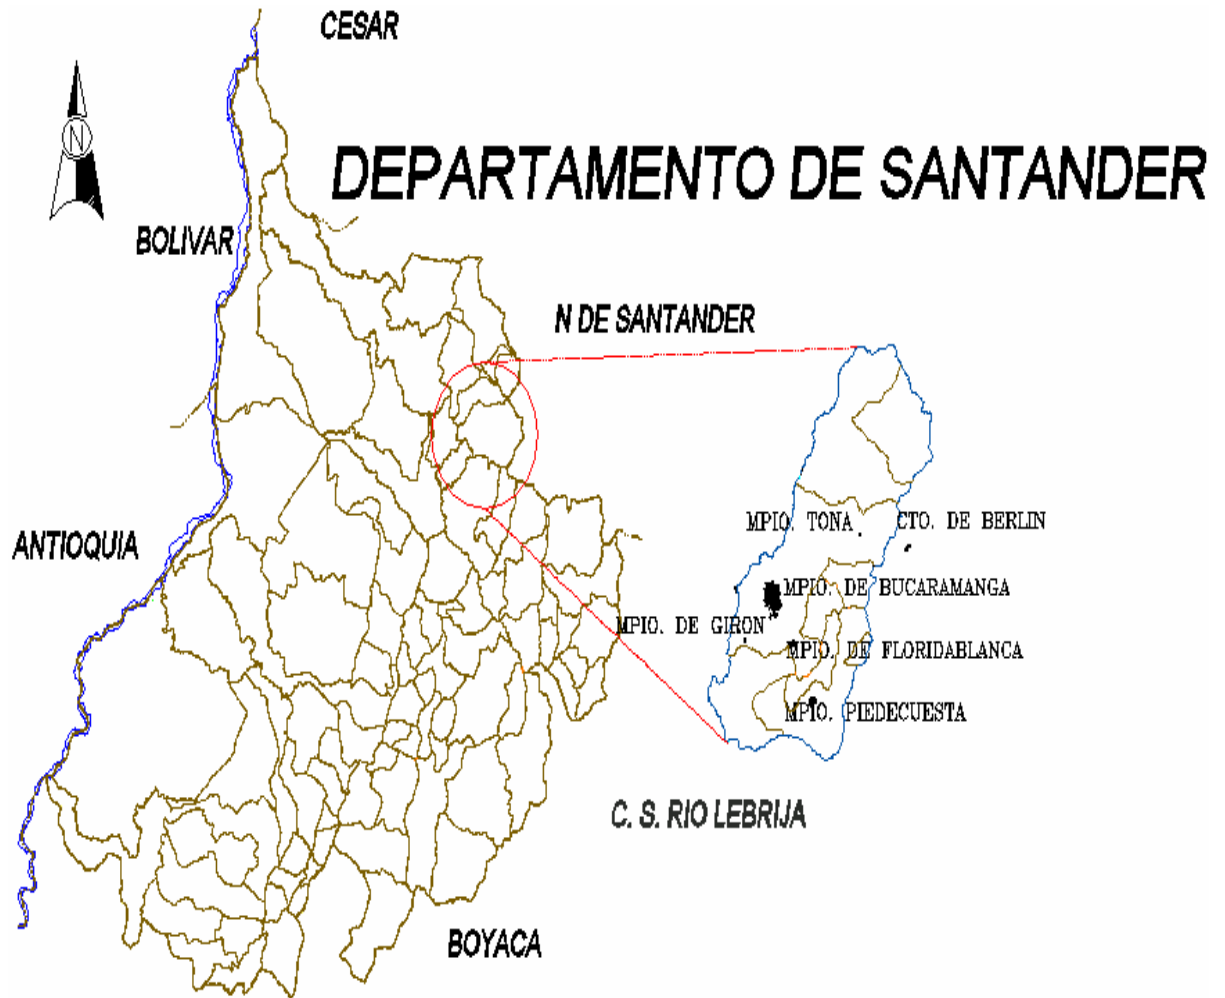 CESAR
N
DEPARTAMENTO DE SANTANDER
BOLIVAR
N DE SANTANDER
MPIO. TONA
CTO. DE BERLIN
ANTIOQUIA
MPIO. DE BUCARAMANGA
MPIO. DE GIRON
MPIO. DE FLORIDABLANCA
MPIO. PIEDECUESTA
C. S. RIO LEBRIJA
BOYACA